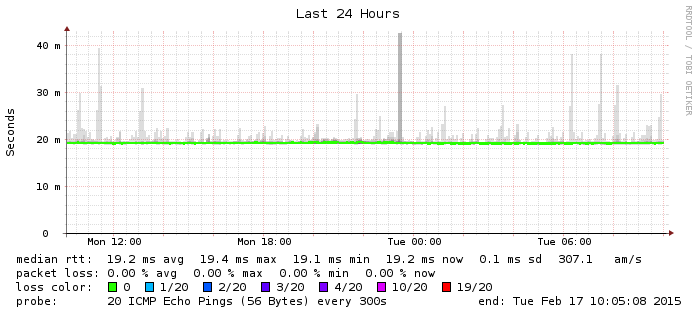 Last 24 Hours
RRDTOOL / TOBI OETIKER
Seconds
40 m
30 m
20 m
10 m
0
Mon 12:00 Mon 18:00 Tue 00:00 Tue 06:00
median rtt: 19.2 ms avg 19.4 ms max 19.1 ms min 19.2 ms now 0.1 ms sd 307.1 am/s
packet loss: 0.00 % avg 0.00 % max 0.00 % min 0.00 % now
loss color: 0 1/20 2/20 3/20 4/20 10/20 19/20
probe: 20 ICMP Echo Pings (56 Bytes) every 300s end: Tue Feb 17 10:05:08 2015